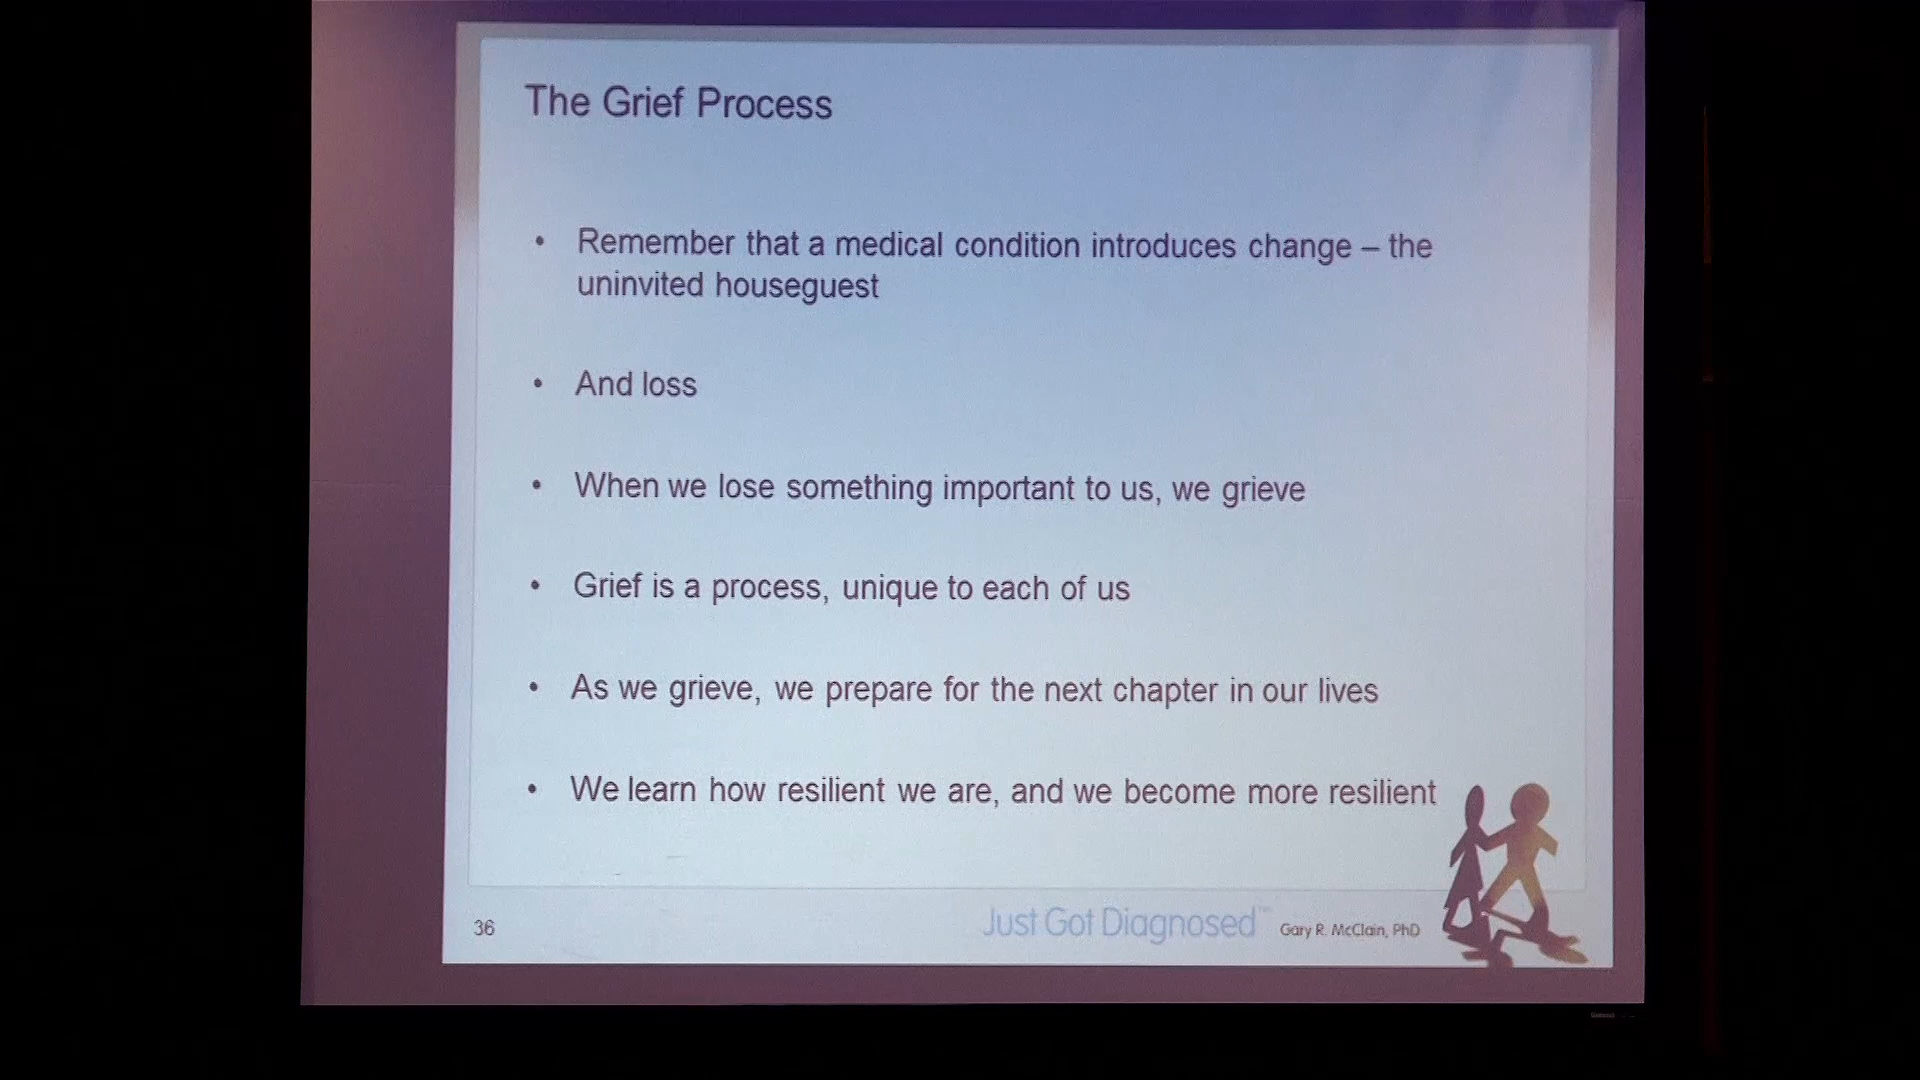 The Grief Process
• Remember that a medical condition introduces change – the
uninvited houseguest
• And loss
• When we lose something important to us, we grieve
• Grief is a process, unique to each of us
• As we grieve, we prepare for the next chapter in our lives
• We learn how resilient we are, and we become more resilient
36
Just Got Diagnosed™
Gary R. McClain, PhD